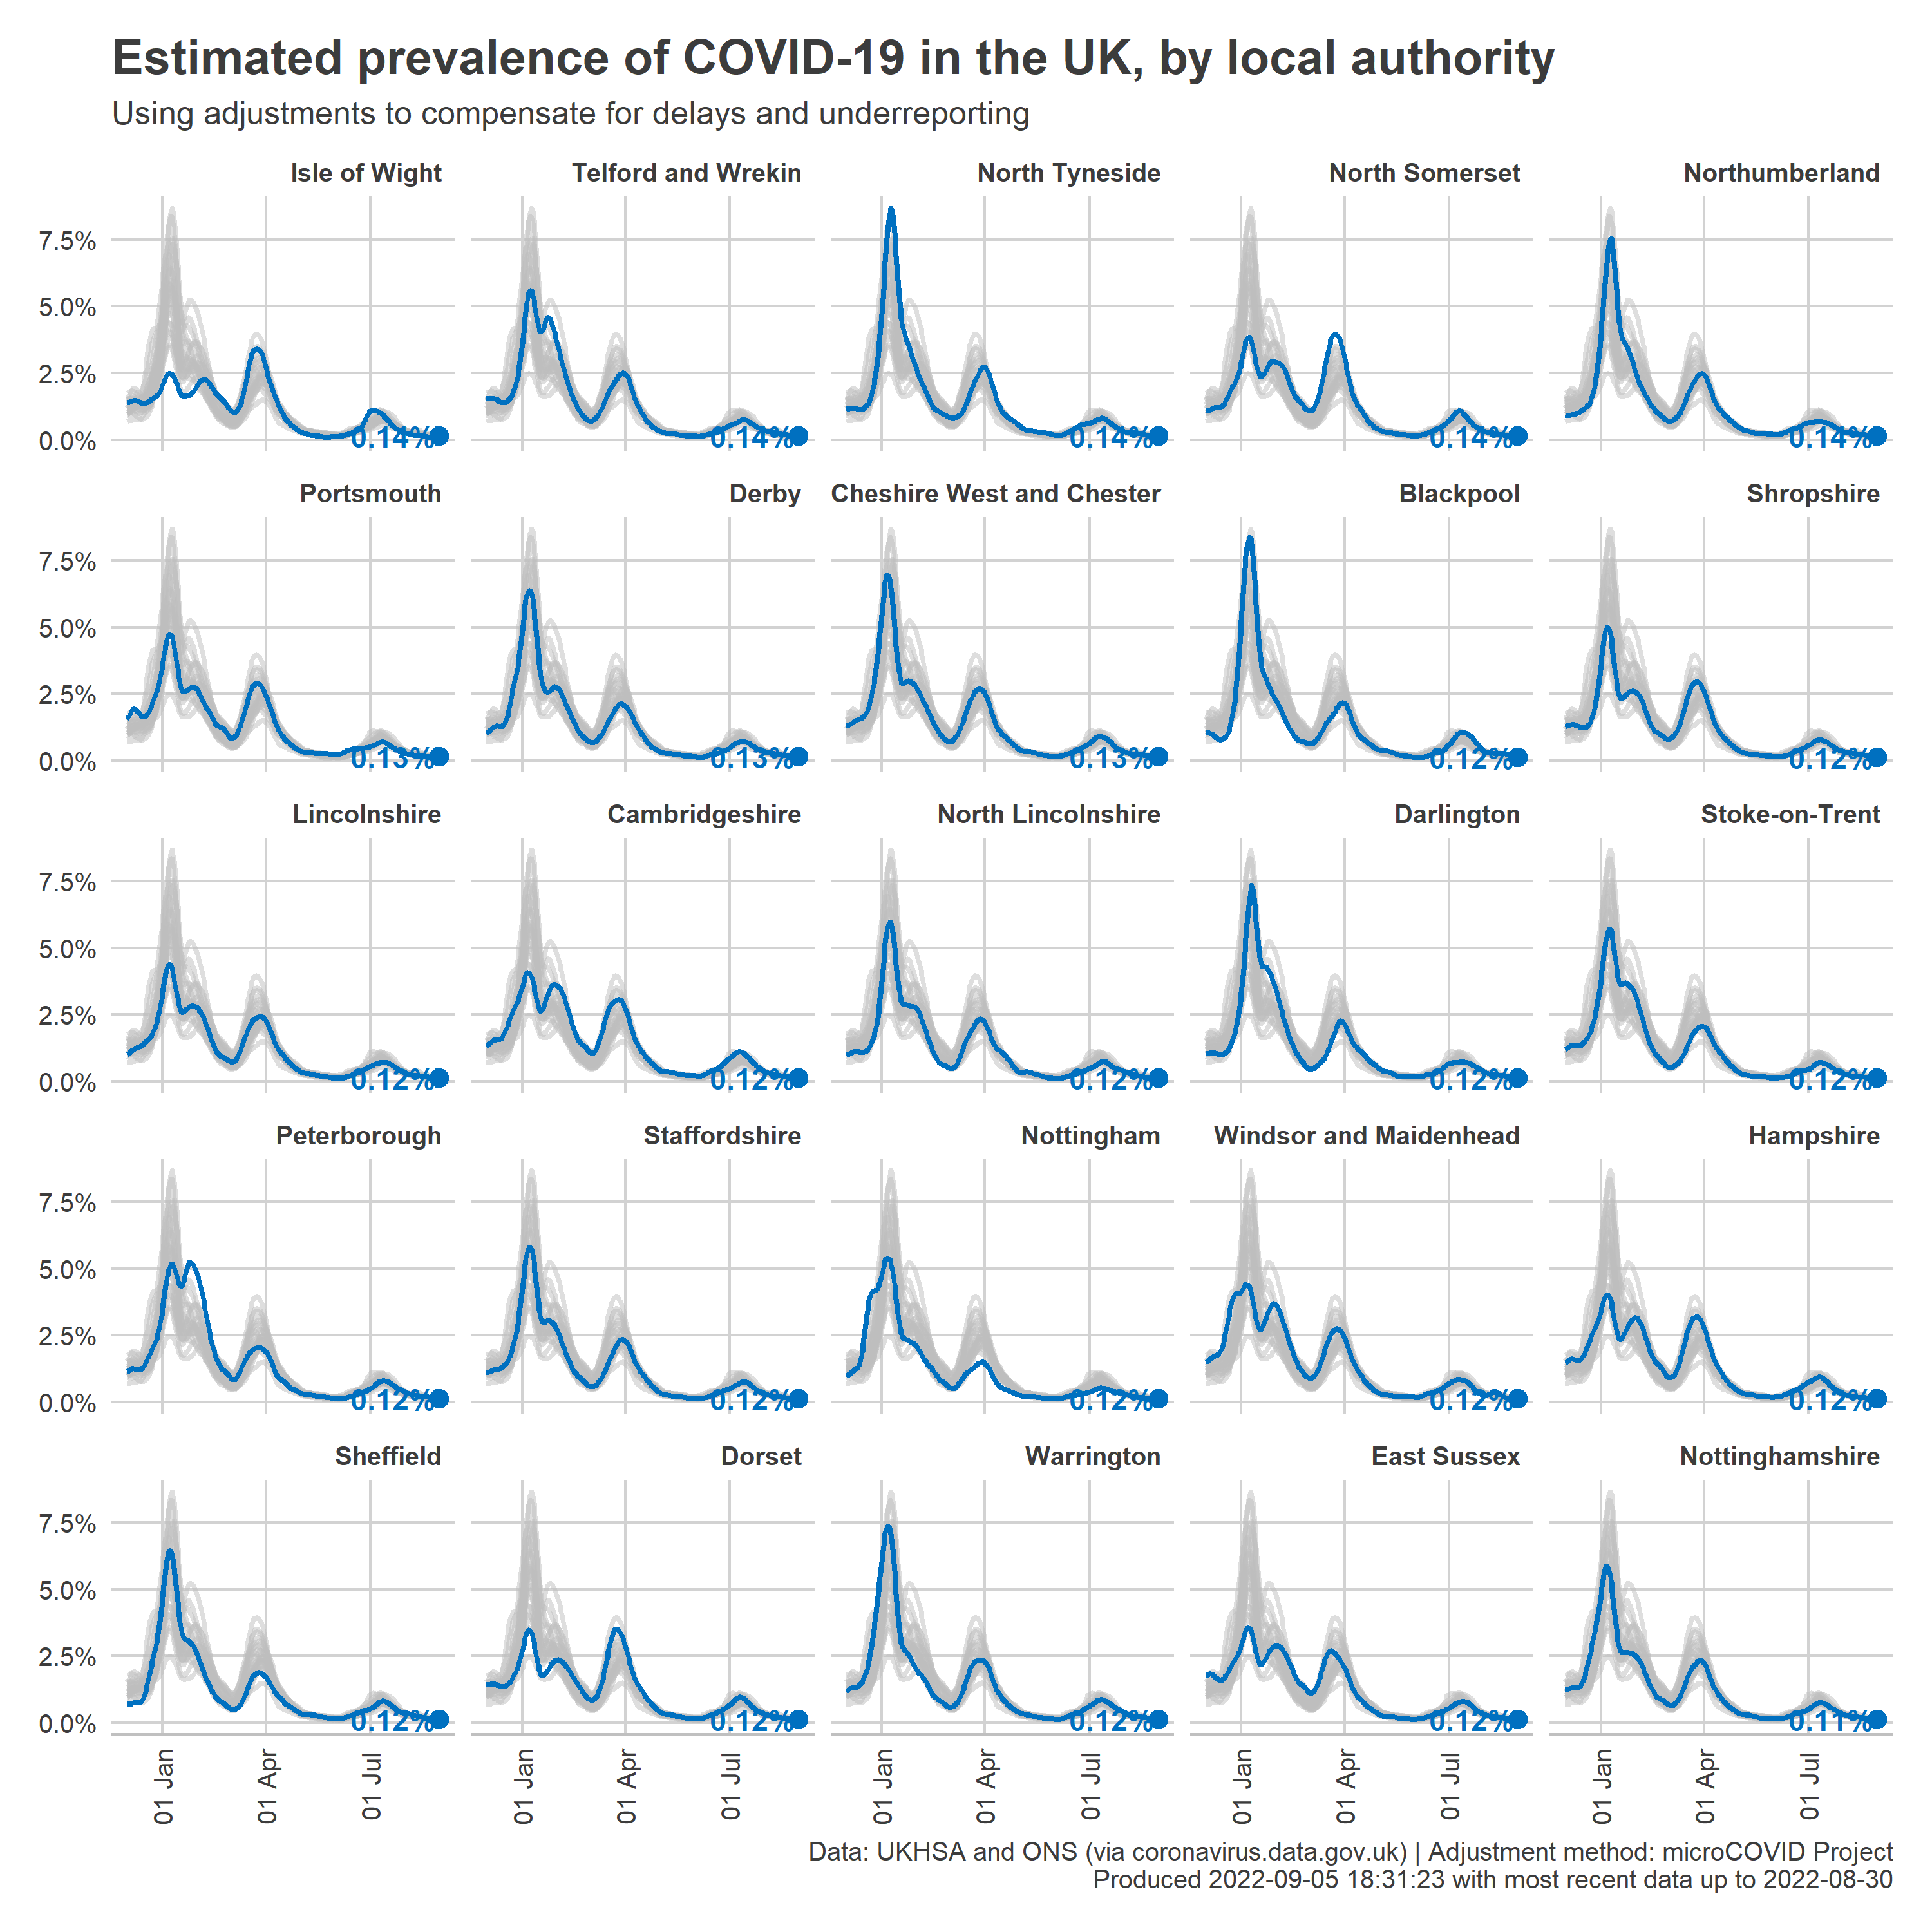 Estimated prevalence of COVID-19 in the UK, by local authority
Using adjustments to compensate for delays and underreporting
Isle of Wight
Telford and Wrekin
North Tyneside
North Somerset
Northumberland
7.5%
5.0%
2.5%
0.0%
0.14%
0.14%
0.14%
0.14%
0.14%
Portsmouth
Derby
Cheshire West and Chester
Blackpool
Shropshire
7.5%
5.0%
2.5%
0.0%
0.13%
0.13%
0.13%
0.12%
0.12%
Lincolnshire
Cambridgeshire
North Lincolnshire
Darlington
Stoke-on-Trent
7.5%
5.0%
2.5%
0.0%
0.12%
0.12%
0.12%
0.12%
0.12%
Peterborough
Staffordshire
Nottingham
Windsor and Maidenhead
Hampshire
7.5%
5.0%
2.5%
0.0%
0.12%
0.12%
0.12%
0.12%
0.12%
Sheffield
Dorset
Warrington
East Sussex
Nottinghamshire
7.5%
5.0%
2.5%
0.0%
0.12%
0.12%
0.12%
0.12%
0.11%
01 Jan
01 Apr
01 Jul
01 Jan
01 Apr
01 Jul
01 Jan
01 Apr
01 Jul
01 Jan
01 Apr
01 Jul
01 Jan
01 Apr
01 Jul
Data: UKHSA and ONS (via coronavirus.data.gov.uk) | Adjustment method: microCOVID Project
Produced 2022-09-05 18:31:23 with most recent data up to 2022-08-30